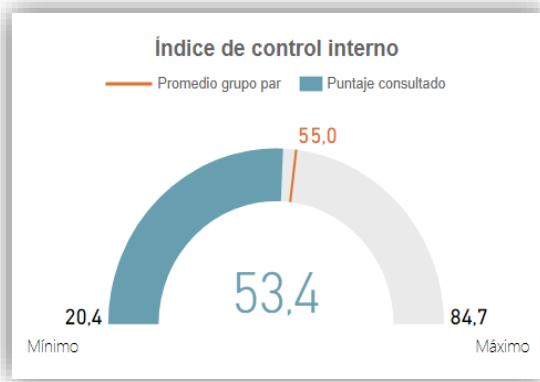 Índice de control interno
Promedio grupo par Puntaje consultado
55,0
53,4
20,4 84,7
Mínimo Máximo